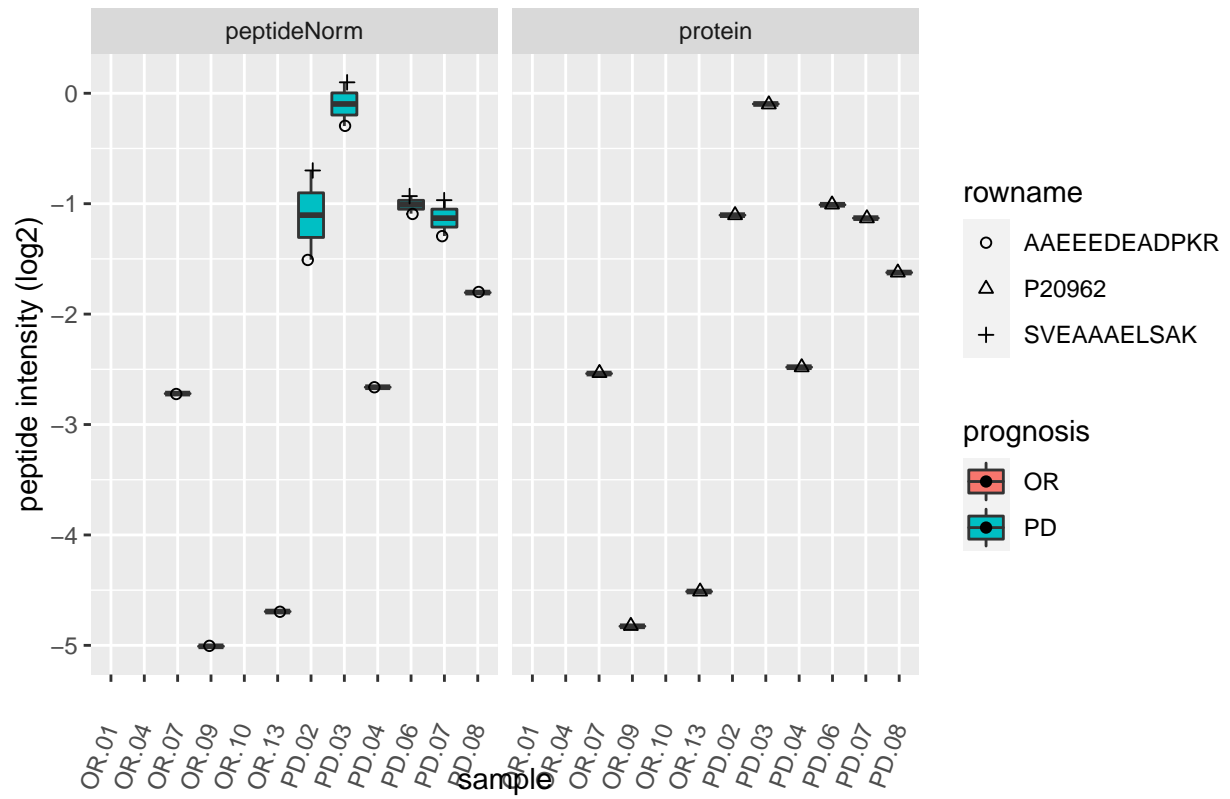 peptideNorm
protein
peptide intensity (log2)
0
−1
−2
−3
−4
−5
OR.01
OR.04
OR.07
OR.09
OR.10
OR.13
PD.02
PD.03
PD.04
PD.06
PD.07
PD.08
OR.01
OR.04
OR.07
OR.09
OR.10
OR.13
PD.02
PD.03
PD.04
PD.06
PD.07
PD.08
sample
rowname
AAEEEDEADPKR
P20962
SVEAAAELSAK
prognosis
OR
PD